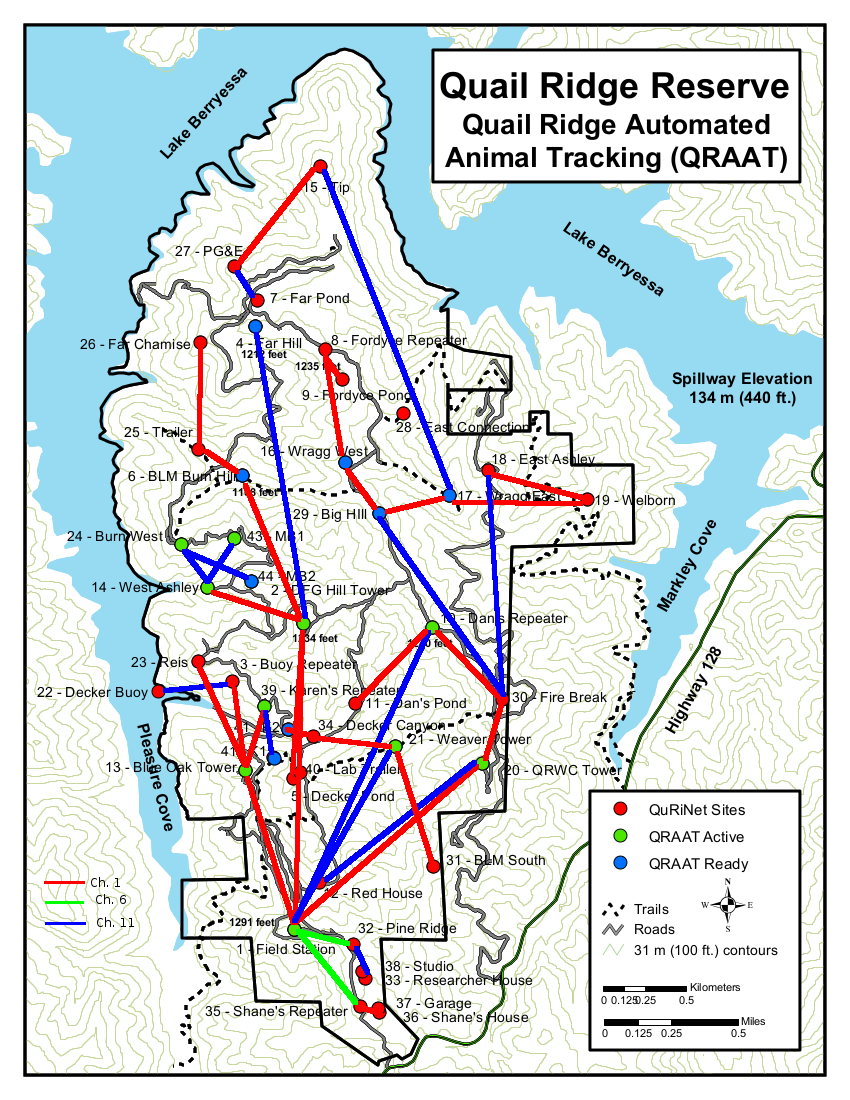 Quail Ridge Reserve
Quail Ridge Automated
Animal Tracking (QRAAT)
Lake Berryessa
15 - Tip
Lake Berryessa
27 - PG&E
7 - Far Pond
26 - Far Chamise
4 - Far Hill
1212 feet
8 - Fordyce Repeater
1235 feet
9 - Fordyce Pond
Spillway Elevation
134 m (440 ft.)
28 - East Connection
25 - Trailer
16 - Wragg West
18 - East Ashley
6 - BLM Burn Hill
17 - Wragg East
19 - Welborn
29 - Big Hill
24 - Burn West
43 - MB1
44 - MB2
14 - West Ashley
2 - DFG Hill Tower
Markley Cove
10 - Dan's Repeater
1234 feet
23 - Reis
3 - Buoy Repeater
22 - Decker Buoy
39 - Karen's Repeater
11 - Dan's Pond
30 - Fire Break
Highway 128
34 - Decker Canyon
21 - Weaver Tower
Pleasure Cove
13 - Blue Oak Tower
40 - Lab Trailer
20 - QRWC Tower
5 - Decker Pond
31 - BLM South
12 - Red House
1291 feet
32 - Pine Ridge
1 - Field Station
38 - Studio
33 - Researcher House
35 - Shane's Repeater
37 - Garage
36 - Shane's House
Ch. 1
Ch. 6
Ch. 11
QuRiNet Sites
QRAAT Active
QRAAT Ready
N
W E
S
Trails
Roads
31 m (100 ft.) contours
Kilometers
0 0.125 0.25 0.5
Miles
0 0.125 0.25 0.5